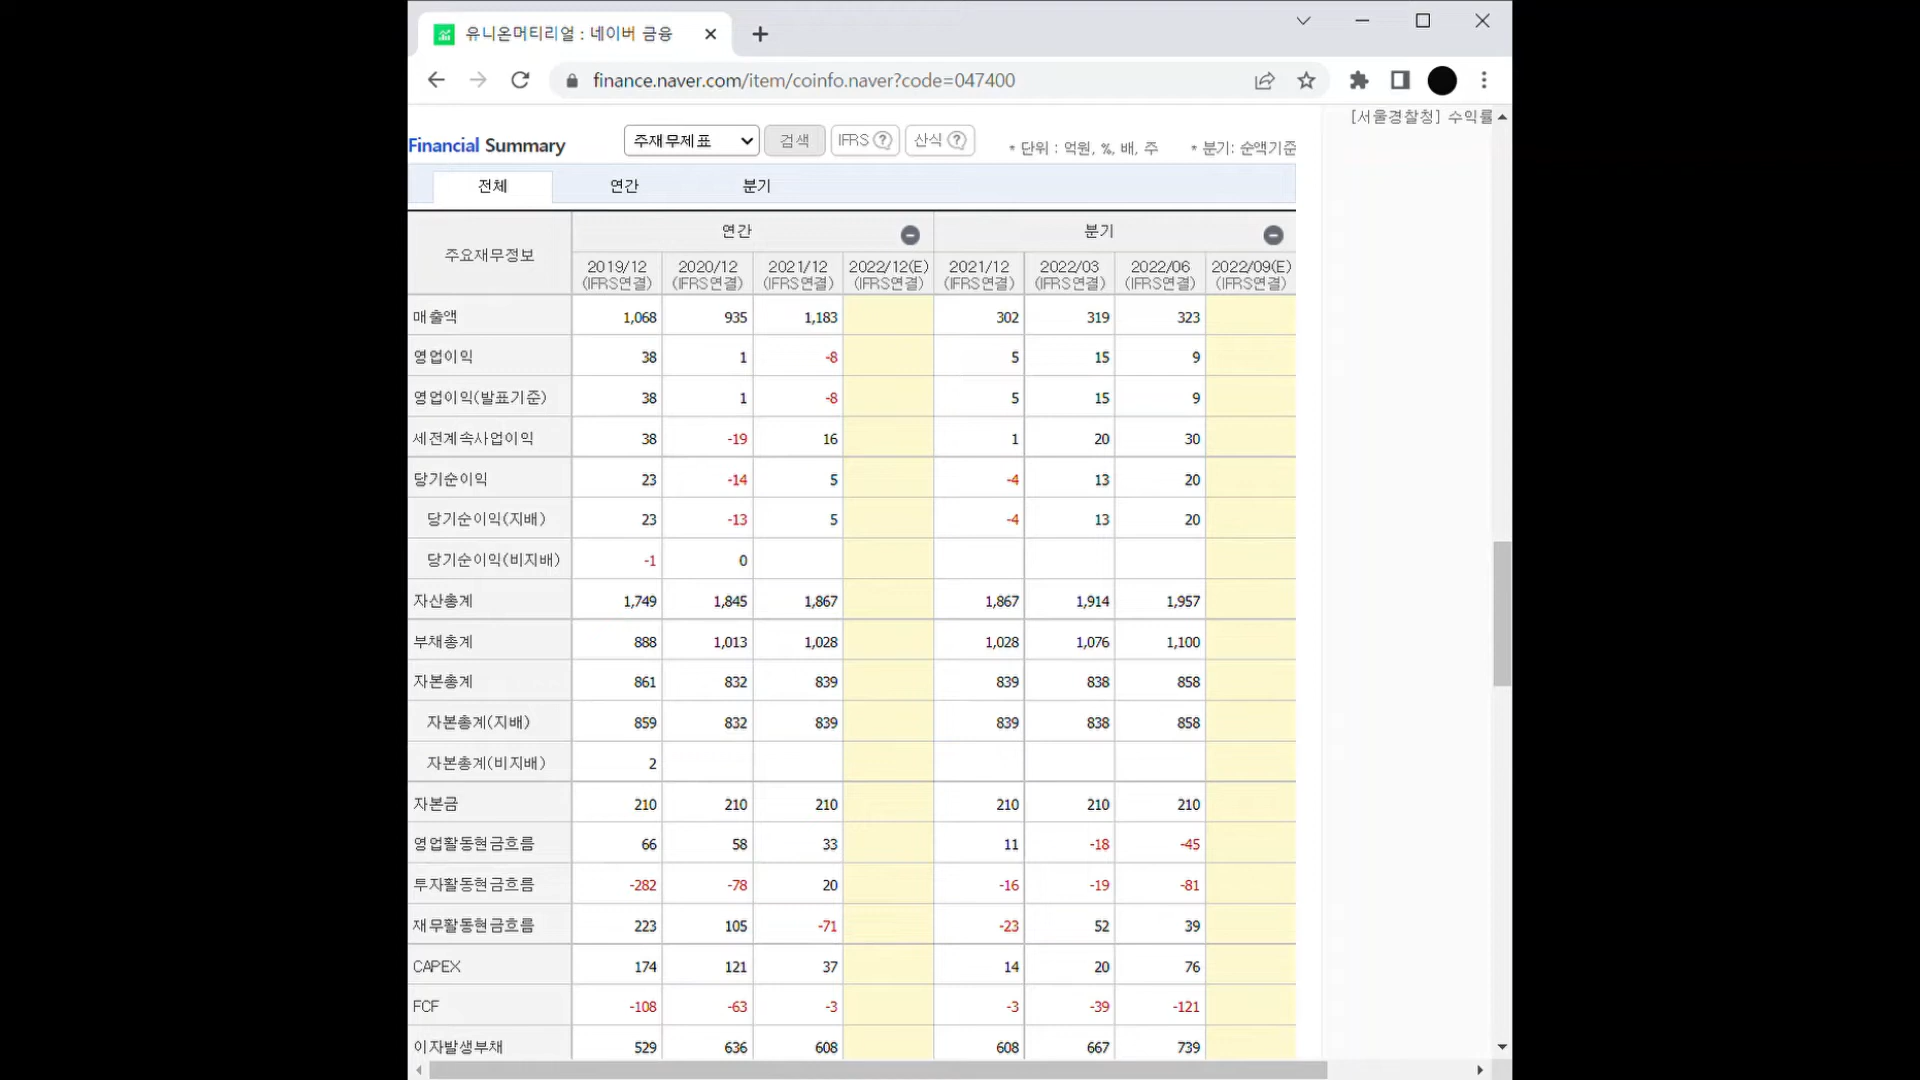 유니온머티리얼 : 네이버 금융
finance.naver.com/item/coinfo.naver?code=047400
[서울경찰청] 수익률
Financial Summary
주재무제표 검색 IFRS ? 산식 ? * 단위 : 억원, %, 배, 주 * 분기: 순액기준
전체 연간 분기
주요재무정보 연간 분기
2019/12 2020/12 2021/12 2022/12(E) 2021/12 2022/03 2022/06 2022/09(E)
(IFRS연결) (IFRS연결) (IFRS연결) (IFRS연결) (IFRS연결) (IFRS연결) (IFRS연결) (IFRS연결)
매출액 1,068 935 1,183 302 319 323
영업이익 38 1 -8 5 15 9
영업이익(발표기준) 38 1 -8 5 15 9
세전계속사업이익 38 -19 16 1 20 30
당기순이익 23 -14 5 -4 13 20
당기순이익(지배) 23 -13 5 -4 13 20
당기순이익(비지배) -1 0
자산총계 1,749 1,845 1,867 1,867 1,914 1,957
부채총계 888 1,013 1,028 1,028 1,076 1,100
자본총계 861 832 839 839 838 858
자본총계(지배) 859 832 839 839 838 858
자본총계(비지배) 2
자본금 210 210 210 210 210 210
영업활동현금흐름 66 58 33 11 -18 -45
투자활동현금흐름 -282 -78 20 -16 -19 -81
재무활동현금흐름 223 105 -71 -23 52 39
CAPEX 174 121 37 14 20 76
FCF -108 -63 -3 -3 -39 -121
이자발생부채 529 636 608 608 667 739